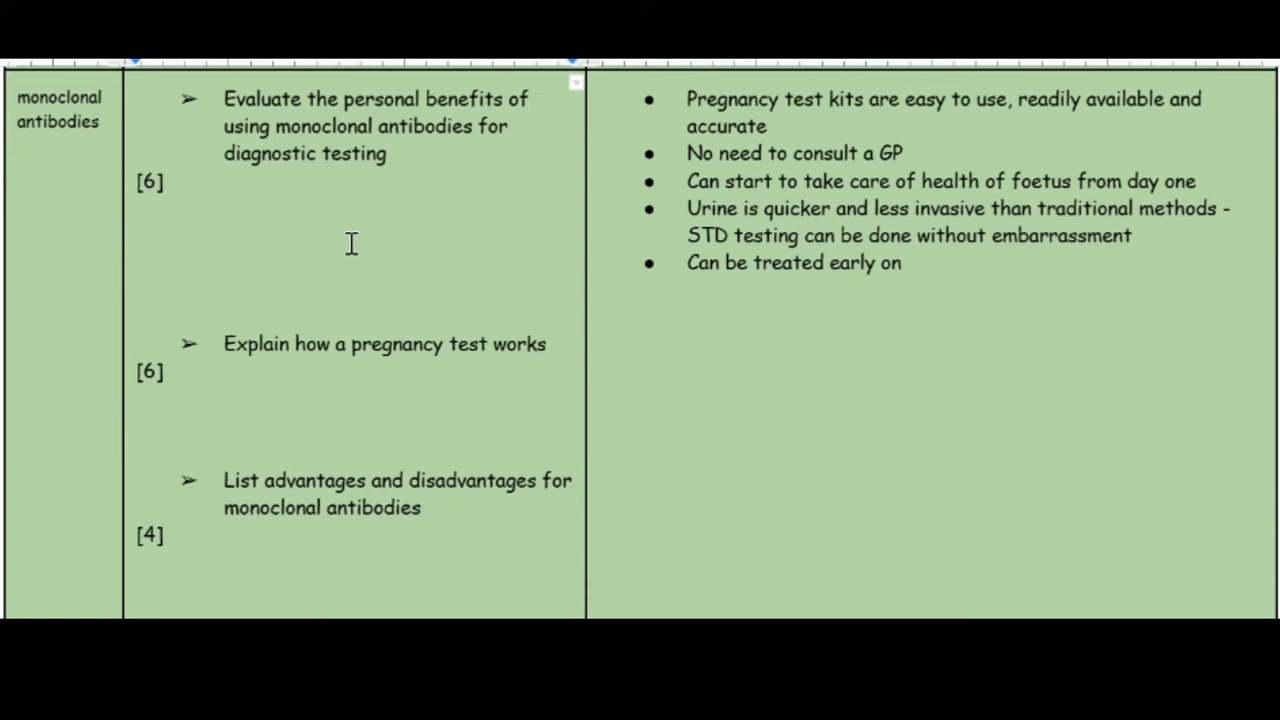 monoclonal
antibodies
➢ Evaluate the personal benefits of
using monoclonal antibodies for
diagnostic testing
[6]
➢ Explain how a pregnancy test works
[6]
➢ List advantages and disadvantages for
monoclonal antibodies
[4]
● Pregnancy test kits are easy to use, readily available and
accurate
● No need to consult a GP
● Can start to take care of health of foetus from day one
● Urine is quicker and less invasive than traditional methods -
STD testing can be done without embarrassment
● Can be treated early on